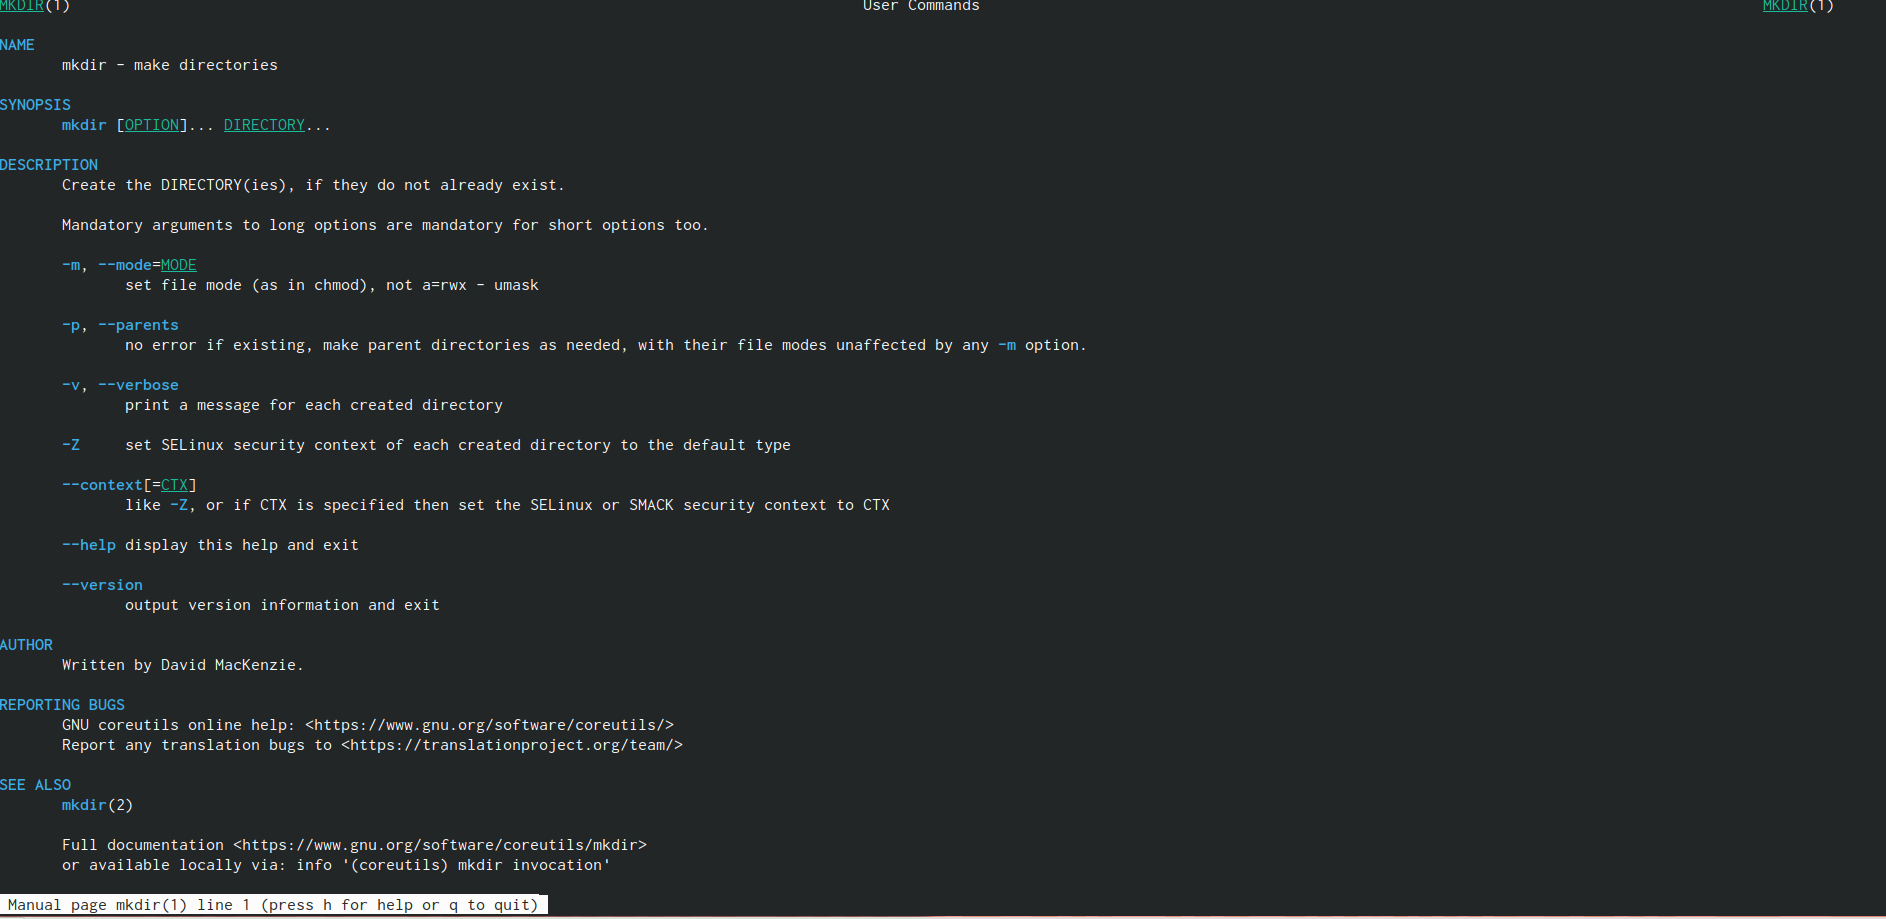 MKDIR(1) User Commands MKDIR(1)
NAME
mkdir - make directories
SYNOPSIS
mkdir [OPTION]... DIRECTORY...
DESCRIPTION
Create the DIRECTORY(ies), if they do not already exist.
Mandatory arguments to long options are mandatory for short options too.
-m, --mode=MODE
set file mode (as in chmod), not a=rwx - umask
-p, --parents
no error if existing, make parent directories as needed, with their file modes unaffected by any -m option.
-v, --verbose
print a message for each created directory
-Z set SELinux security context of each created directory to the default type
--context[=CTX]
like -Z, or if CTX is specified then set the SELinux or SMACK security context to CTX
--help display this help and exit
--version
output version information and exit
AUTHOR
Written by David MacKenzie.
REPORTING BUGS
GNU coreutils online help: <https://www.gnu.org/software/coreutils/>
Report any translation bugs to <https://translationproject.org/team/>
SEE ALSO
mkdir(2)
Full documentation <https://www.gnu.org/software/coreutils/mkdir>
or available locally via: info '(coreutils) mkdir invocation'
Manual page mkdir(1) line 1 (press h for help or q to quit)